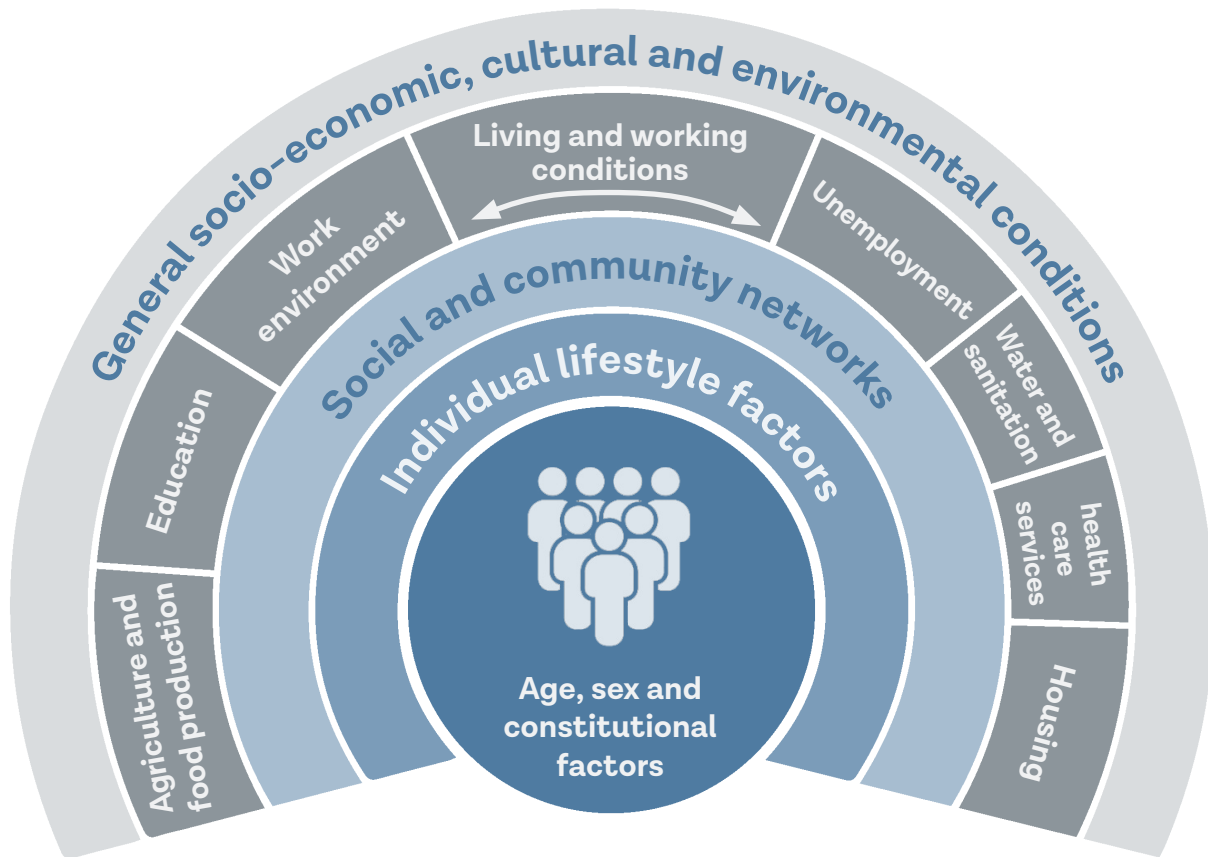 General socio-economic, cultural and environmental conditions
Living and working
conditions
Agriculture and
food production
Education
Work
environment
Unemployment
Water and
sanitation
health
care
services
Housing
Social and community networks
Individual lifestyle factors
Age, sex and
constitutional
factors